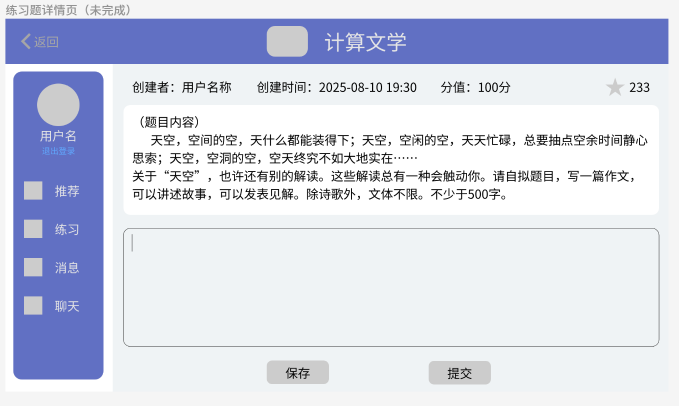 练习题详情页（未完成）
返回
计算文学
创建者：用户名称 创建时间：2025-08-10 19:30 分值：100分 233
用户名
退出登录
推荐
练习
消息
聊天
（题目内容）
天空，空间的空，天什么都能装得下；天空，空闲的空，天天忙碌，总要抽点空余时间静心
思索；天空，空洞的空，空天终究不如大地实在……
关于“天空”，也许还有别的解读。这些解读总有一种会触动你。请自拟题目，写一篇作文，
可以讲述故事，可以发表见解。除诗歌外，文体不限。不少于500字。
保存 提交